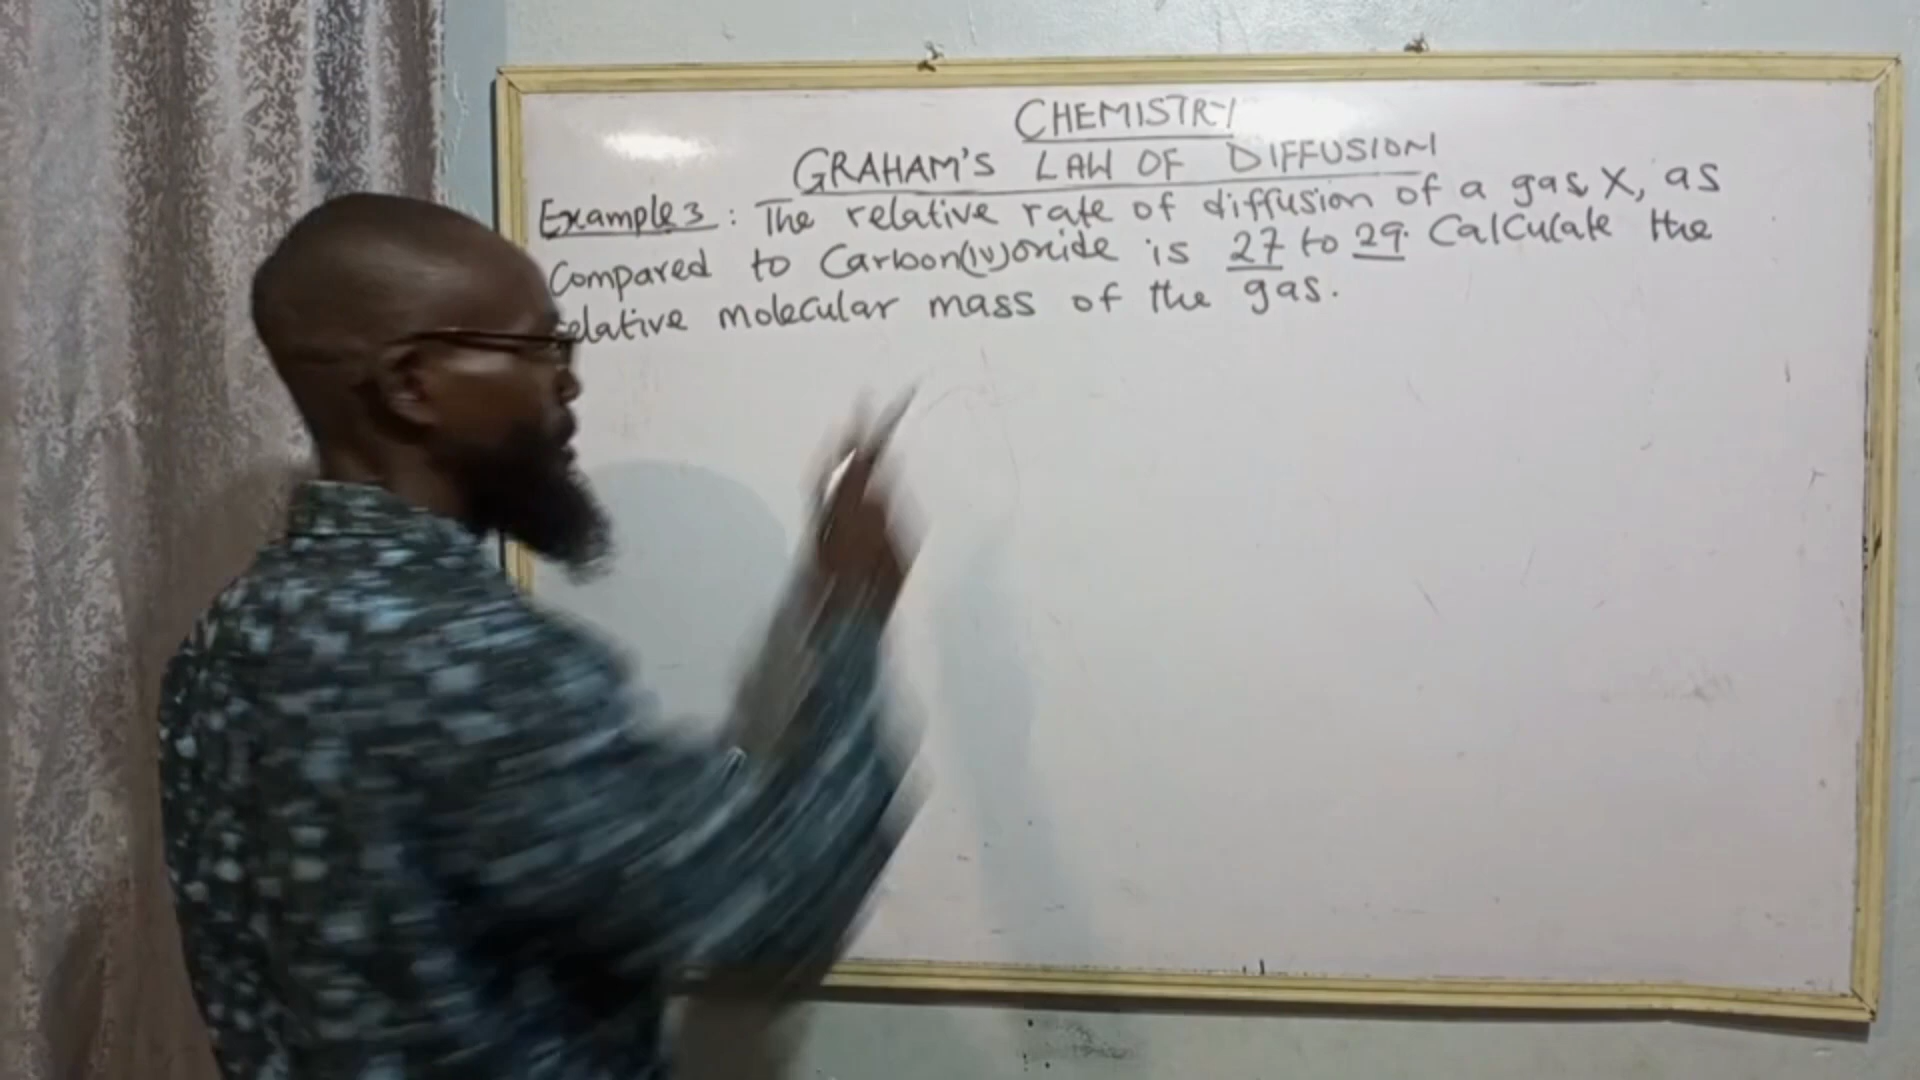 CHEMISTRY
GRAHAM'S LAW OF DIFFUSION
Example 3: The relative rate of diffusion of a gas X, as
Compared to Carbon(IV)oxide is 27 to 29. Calculate the
relative molecular mass of the gas.